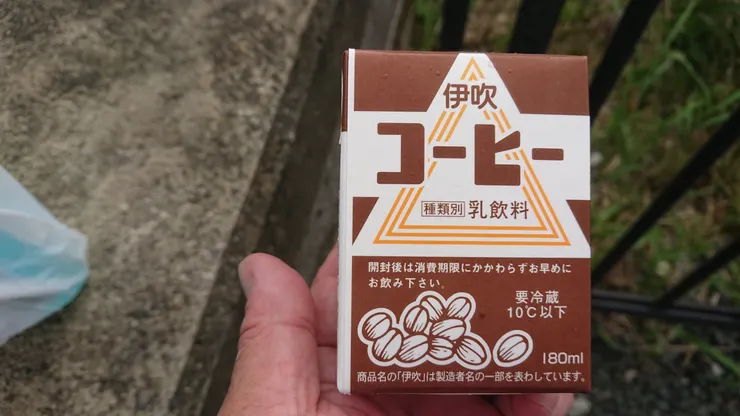 伊吹
コーヒー
種類別 乳飲料
開封後は消費期限にかかわらずお早めに
お飲み下さい。
要冷蔵
10℃以下
180ml
商品名の「伊吹」は製造者名の一部を表わしています。